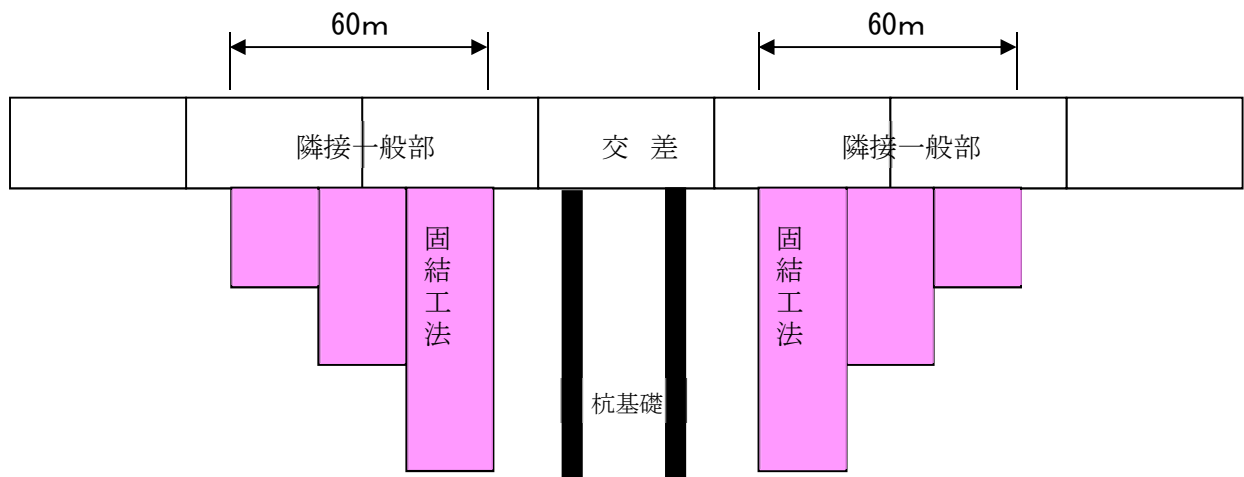 60m
60m
隣接一般部
交 差
隣接一般部
固結工法
固結工法
杭基礎